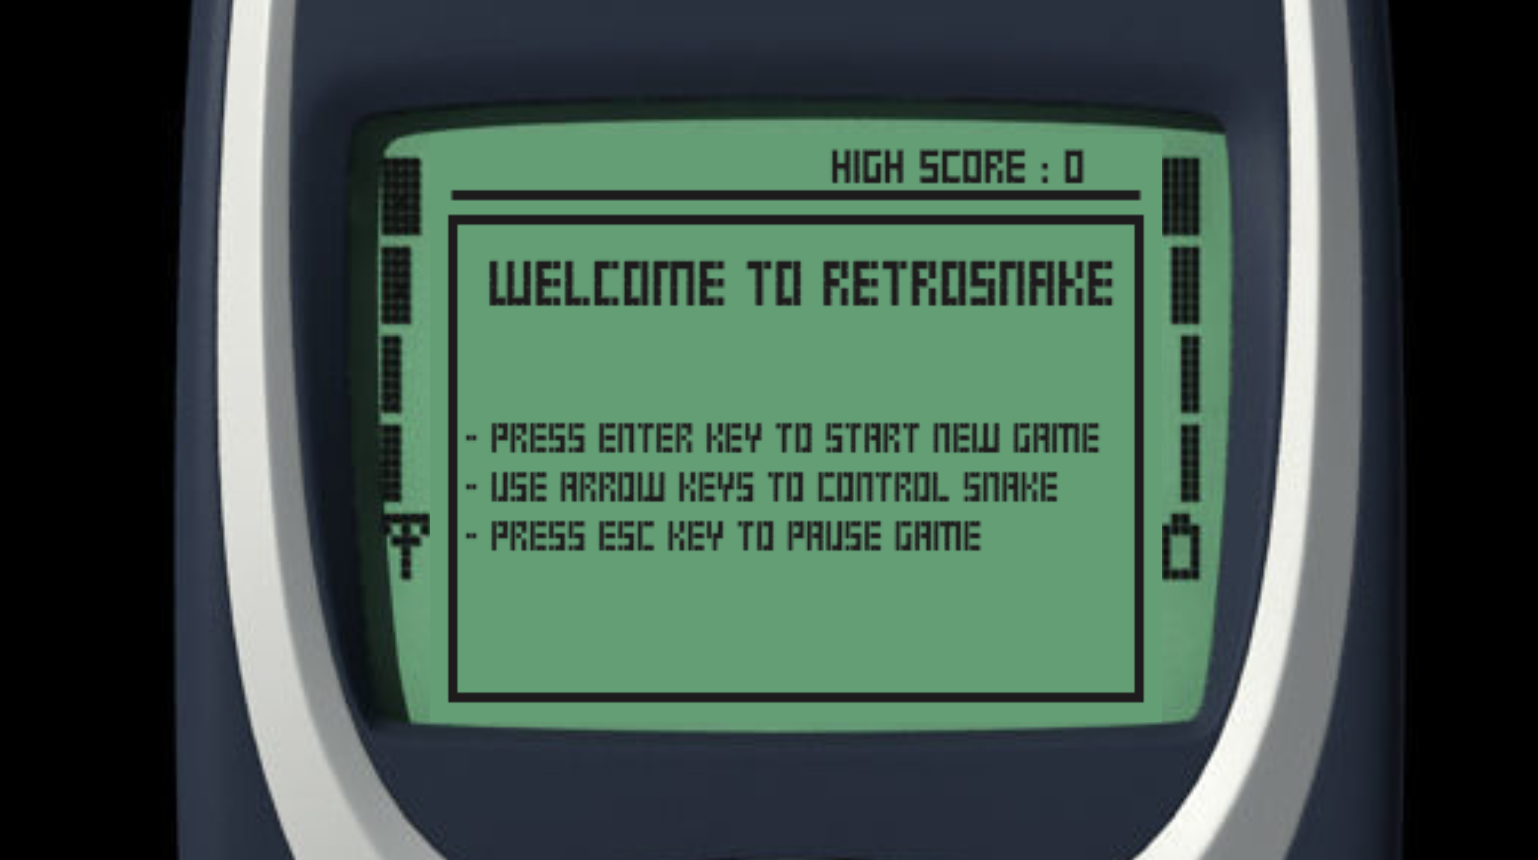 HIGH SCORE : 0
WELCOME TO RETROSNAKE
- PRESS ENTER KEY TO START NEW GAME
- USE ARROW KEYS TO CONTROL SNAKE
- PRESS ESC KEY TO PAUSE GAME